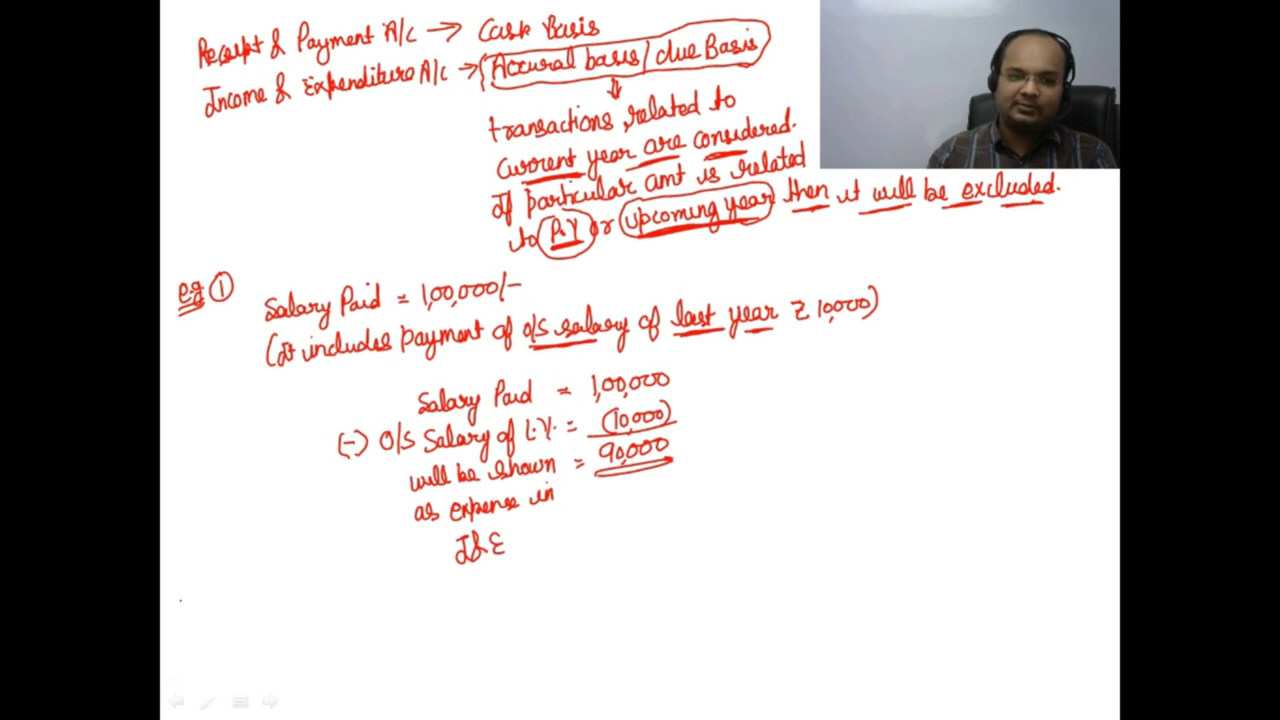 Receipt & Payment A/c → Cash Basis
Income & Expenditure A/c → Accural basis / due Basis
transactions related to
current year are considered.
If particular amt is related
to P.Y or upcoming year then it will be excluded.
e.g ①
Salary Paid = 1,00,000/-
(It includes payment of o/s salary of last year ₹ 10,000)
Salary Paid = 1,00,000
(-) O/S Salary of L.Y. = (10,000)
will be shown = 90,000
as expense in
I & E